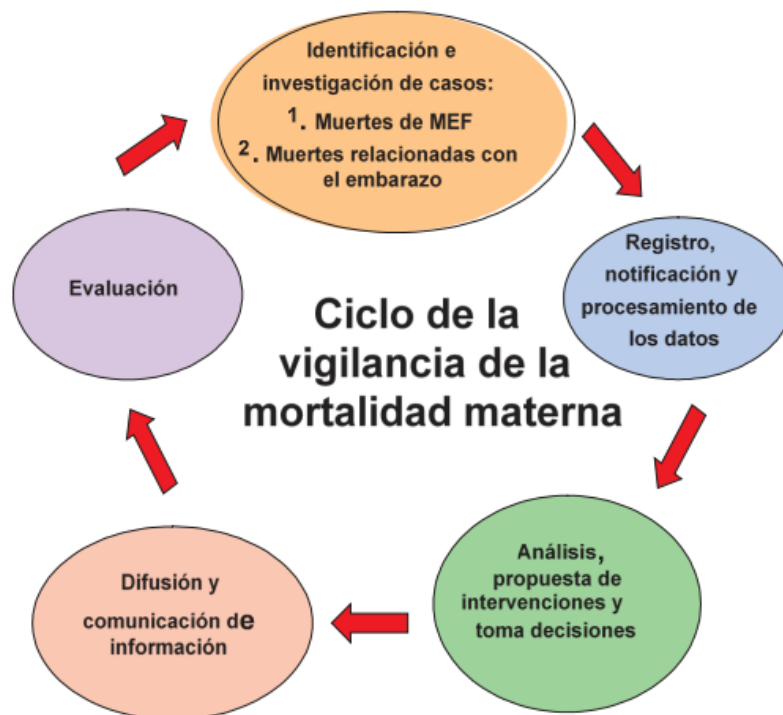 Identificación e
investigación de casos:
1. Muertes de MEF
2. Muertes relacionadas con
el embarazo
Registro,
notificación y
procesamiento de
los datos
Evaluación
Ciclo de la
vigilancia de la
mortalidad materna
Análisis,
propuesta de
intervenciones y
toma decisiones
Difusión y
comunicación de
información